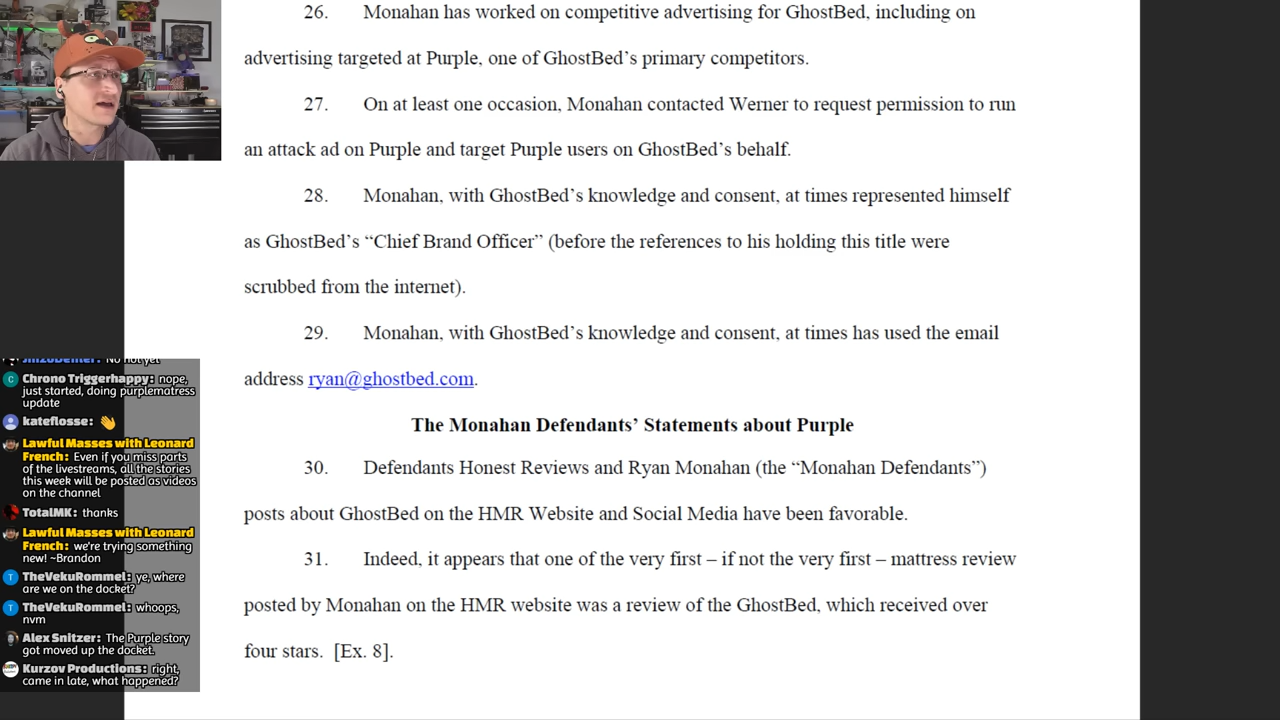 26. Monahan has worked on competitive advertising for GhostBed, including on
advertising targeted at Purple, one of GhostBed's primary competitors.
27. On at least one occasion, Monahan contacted Werner to request permission to run
an attack ad on Purple and target Purple users on GhostBed's behalf.
28. Monahan, with GhostBed's knowledge and consent, at times represented himself
as GhostBed's “Chief Brand Officer” (before the references to his holding this title were
scrubbed from the internet).
29. Monahan, with GhostBed's knowledge and consent, at times has used the email
address ryan@ghostbed.com.
The Monahan Defendants' Statements about Purple
30. Defendants Honest Reviews and Ryan Monahan (the “Monahan Defendants”)
posts about GhostBed on the HMR Website and Social Media have been favorable.
31. Indeed, it appears that one of the very first – if not the very first – mattress review
posted by Monahan on the HMR website was a review of the GhostBed, which received over
four stars. [Ex. 8].
No not yet
Chrono Triggerhappy: nope,
just started, doing purplematress
update
kateflosse: 👋
Lawful Masses with Leonard
French: Even if you miss parts
of the livestreams, all the stories
this week will be posted as videos
on the channel
TotalMK: thanks
Lawful Masses with Leonard
French: we're trying something
new! ~Brandon
TheVekuRommel: ye, where
are we on the docket?
TheVekuRommel: whoops,
nvm
Alex Snitzer: The Purple story
got moved up the docket.
Kurzov Productions: right,
came in late, what happened?